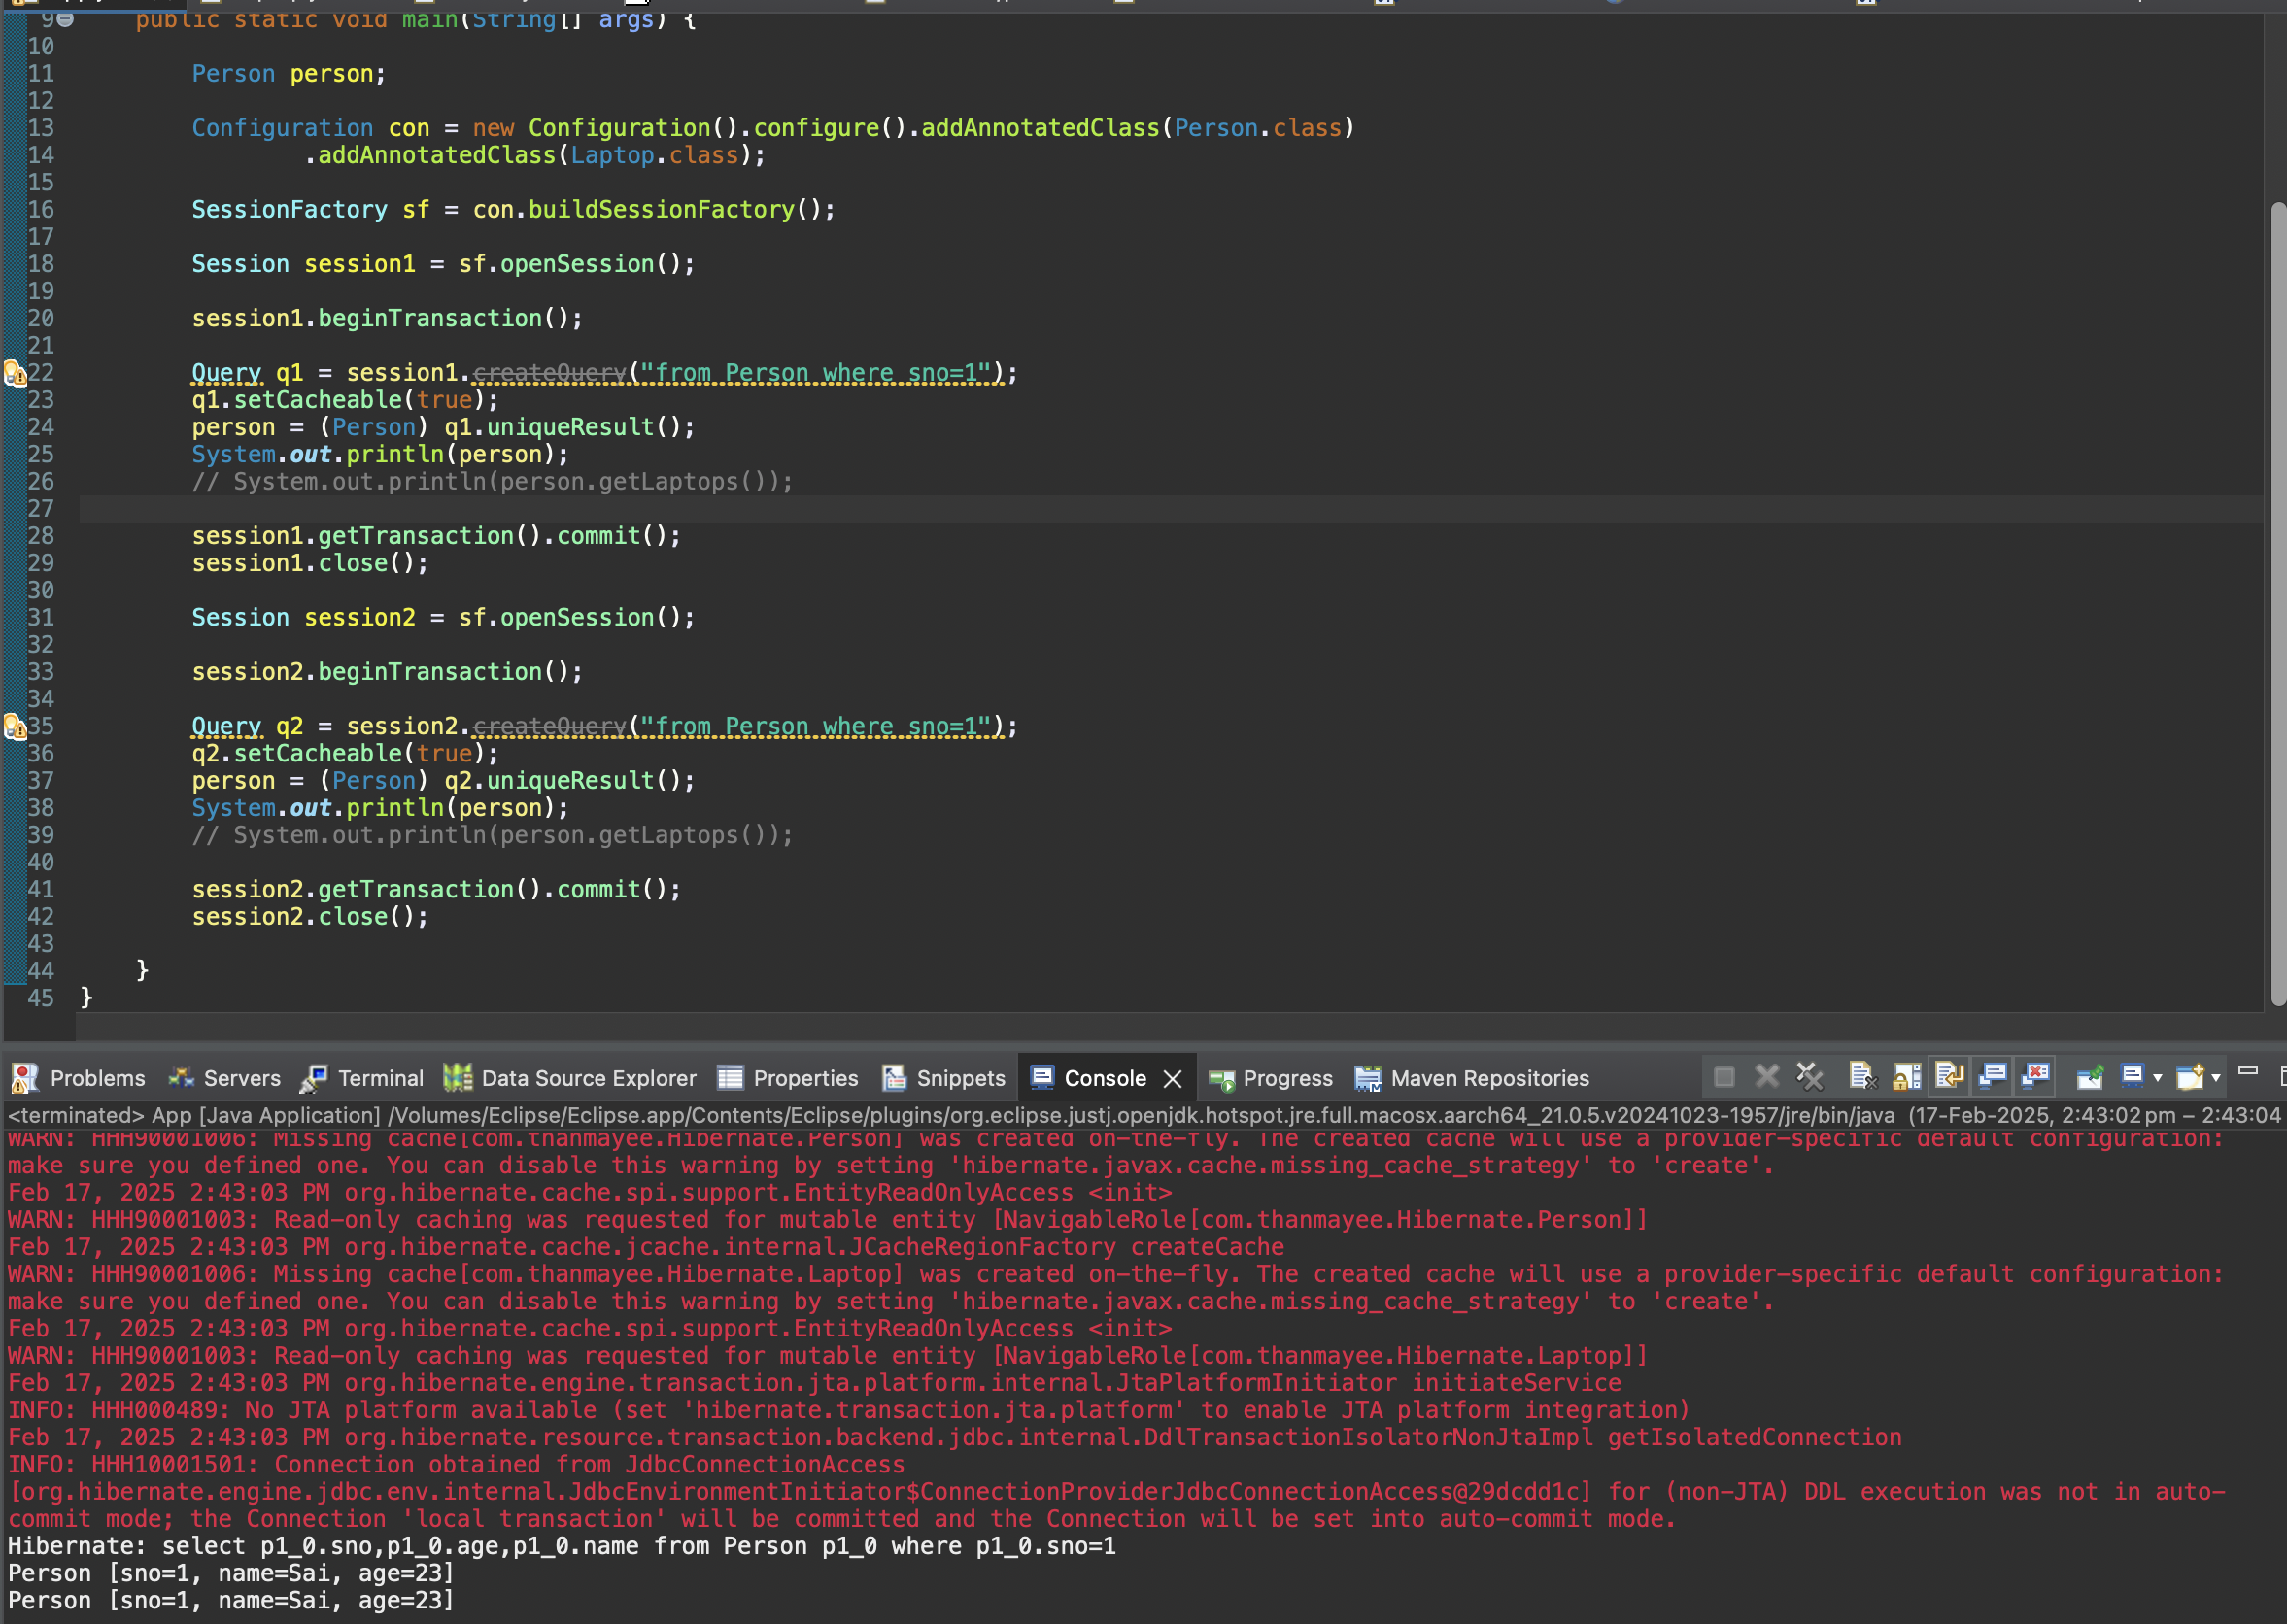 9 public static void main(String[] args) {
10
11 Person person;
12
13 Configuration con = new Configuration().configure().addAnnotatedClass(Person.class)
14 .addAnnotatedClass(Laptop.class);
15
16 SessionFactory sf = con.buildSessionFactory();
17
18 Session session1 = sf.openSession();
19
20 session1.beginTransaction();
21
22 Query q1 = session1.createQuery("from Person where sno=1");
23 q1.setCacheable(true);
24 person = (Person) q1.uniqueResult();
25 System.out.println(person);
26 // System.out.println(person.getLaptops());
27
28 session1.getTransaction().commit();
29 session1.close();
30
31 Session session2 = sf.openSession();
32
33 session2.beginTransaction();
34
35 Query q2 = session2.createQuery("from Person where sno=1");
36 q2.setCacheable(true);
37 person = (Person) q2.uniqueResult();
38 System.out.println(person);
39 // System.out.println(person.getLaptops());
40
41 session2.getTransaction().commit();
42 session2.close();
43
44 }
45 }
Problems Servers Terminal Data Source Explorer Properties Snippets Console Progress Maven Repositories
<terminated> App [Java Application] /Volumes/Eclipse/Eclipse.app/Contents/Eclipse/plugins/org.eclipse.justj.openjdk.hotspot.jre.full.macosx.aarch64_21.0.5.v20241023-1957/jre/bin/java (17-Feb-2025, 2:43:02 pm – 2:43:04
WARN: HHH90001006: Missing cache[com.thanmayee.Hibernate.Person] was created on-the-fly. The created cache will use a provider-specific default configuration:
make sure you defined one. You can disable this warning by setting 'hibernate.javax.cache.missing_cache_strategy' to 'create'.
Feb 17, 2025 2:43:03 PM org.hibernate.cache.spi.support.EntityReadOnlyAccess <init>
WARN: HHH90001003: Read-only caching was requested for mutable entity [NavigableRole[com.thanmayee.Hibernate.Person]]
Feb 17, 2025 2:43:03 PM org.hibernate.cache.jcache.internal.JCacheRegionFactory createCache
WARN: HHH90001006: Missing cache[com.thanmayee.Hibernate.Laptop] was created on-the-fly. The created cache will use a provider-specific default configuration:
make sure you defined one. You can disable this warning by setting 'hibernate.javax.cache.missing_cache_strategy' to 'create'.
Feb 17, 2025 2:43:03 PM org.hibernate.cache.spi.support.EntityReadOnlyAccess <init>
WARN: HHH90001003: Read-only caching was requested for mutable entity [NavigableRole[com.thanmayee.Hibernate.Laptop]]
Feb 17, 2025 2:43:03 PM org.hibernate.engine.transaction.jta.platform.internal.JtaPlatformInitiator initiateService
INFO: HHH000489: No JTA platform available (set 'hibernate.transaction.jta.platform' to enable JTA platform integration)
Feb 17, 2025 2:43:03 PM org.hibernate.resource.transaction.backend.jdbc.internal.DdlTransactionIsolatorNonJtaImpl getIsolatedConnection
INFO: HHH10001501: Connection obtained from JdbcConnectionAccess
[org.hibernate.engine.jdbc.env.internal.JdbcEnvironmentInitiator$ConnectionProviderJdbcConnectionAccess@29dcdd1c] for (non-JTA) DDL execution was not in auto-
commit mode; the Connection 'local transaction' will be committed and the Connection will be set into auto-commit mode.
Hibernate: select p1_0.sno,p1_0.age,p1_0.name from Person p1_0 where p1_0.sno=1
Person [sno=1, name=Sai, age=23]
Person [sno=1, name=Sai, age=23]